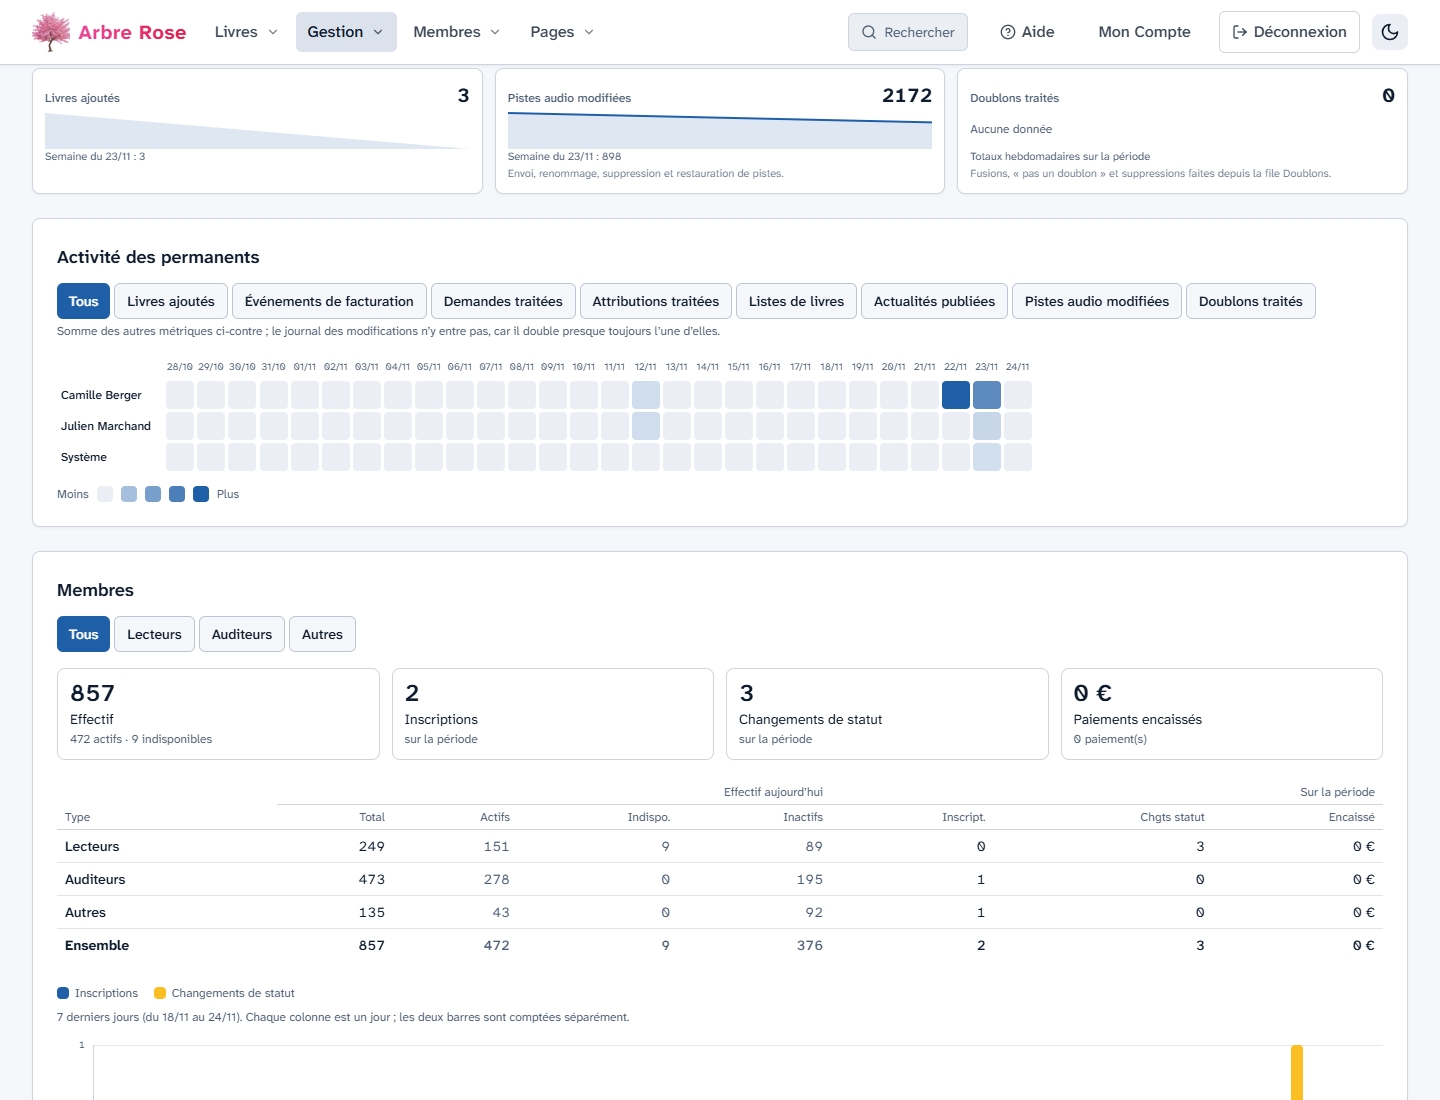 Arbre Rose Livres Gestion Membres Pages Rechercher Aide Mon Compte Déconnexion
Livres ajoutés 3
Semaine du 23/11 : 3
Pistes audio modifiées 2172
Semaine du 23/11 : 898
Envoi, renommage, suppression et restauration de pistes.
Doublons traités 0
Aucune donnée
Totaux hebdomadaires sur la période
Fusions, « pas un doublon » et suppressions faites depuis la file Doublons.
Activité des permanents
Tous Livres ajoutés Événements de facturation Demandes traitées Attributions traitées Listes de livres Actualités publiées Pistes audio modifiées Doublons traités
Somme des autres métriques ci-contre ; le journal des modifications n’y entre pas, car il double presque toujours l’une d’elles.
28/10 29/10 30/10 31/10 01/11 02/11 03/11 04/11 05/11 06/11 07/11 08/11 09/11 10/11 11/11 12/11 13/11 14/11 15/11 16/11 17/11 18/11 19/11 20/11 21/11 22/11 23/11 24/11
Camille Berger
Julien Marchand
Système
Moins Plus
Membres
Tous Lecteurs Auditeurs Autres
857
Effectif
472 actifs · 9 indisponibles
2
Inscriptions
sur la période
3
Changements de statut
sur la période
0 €
Paiements encaissés
0 paiement(s)
Effectif aujourd’hui Sur la période
Type Total Actifs Indispo. Inactifs Inscript. Chgts statut Encaissé
Lecteurs 249 151 9 89 0 3 0 €
Auditeurs 473 278 0 195 1 0 0 €
Autres 135 43 0 92 1 0 0 €
Ensemble 857 472 9 376 2 3 0 €
Inscriptions Changements de statut
7 derniers jours (du 18/11 au 24/11). Chaque colonne est un jour ; les deux barres sont comptées séparément.
1